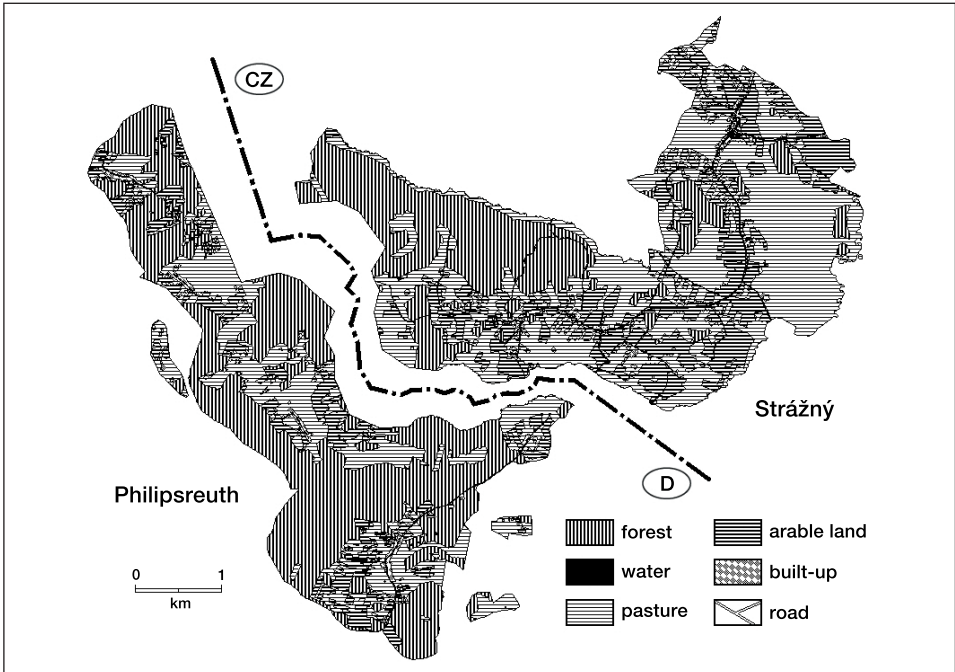 CZ
Strážný
D
Philipsreuth
forest
arable land
water
built-up
pasture
road
0 1
km